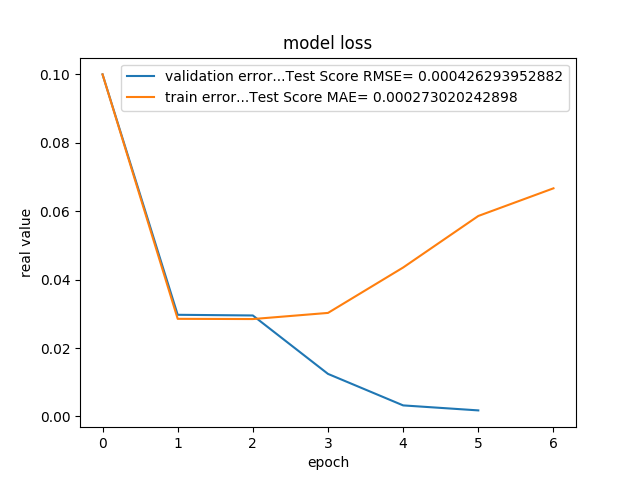 model loss
validation error...Test Score RMSE= 0.000426293952882
train error...Test Score MAE= 0.000273020242898
real value
0.10
0.08
0.06
0.04
0.02
0.00
0 1 2 3 4 5 6
epoch